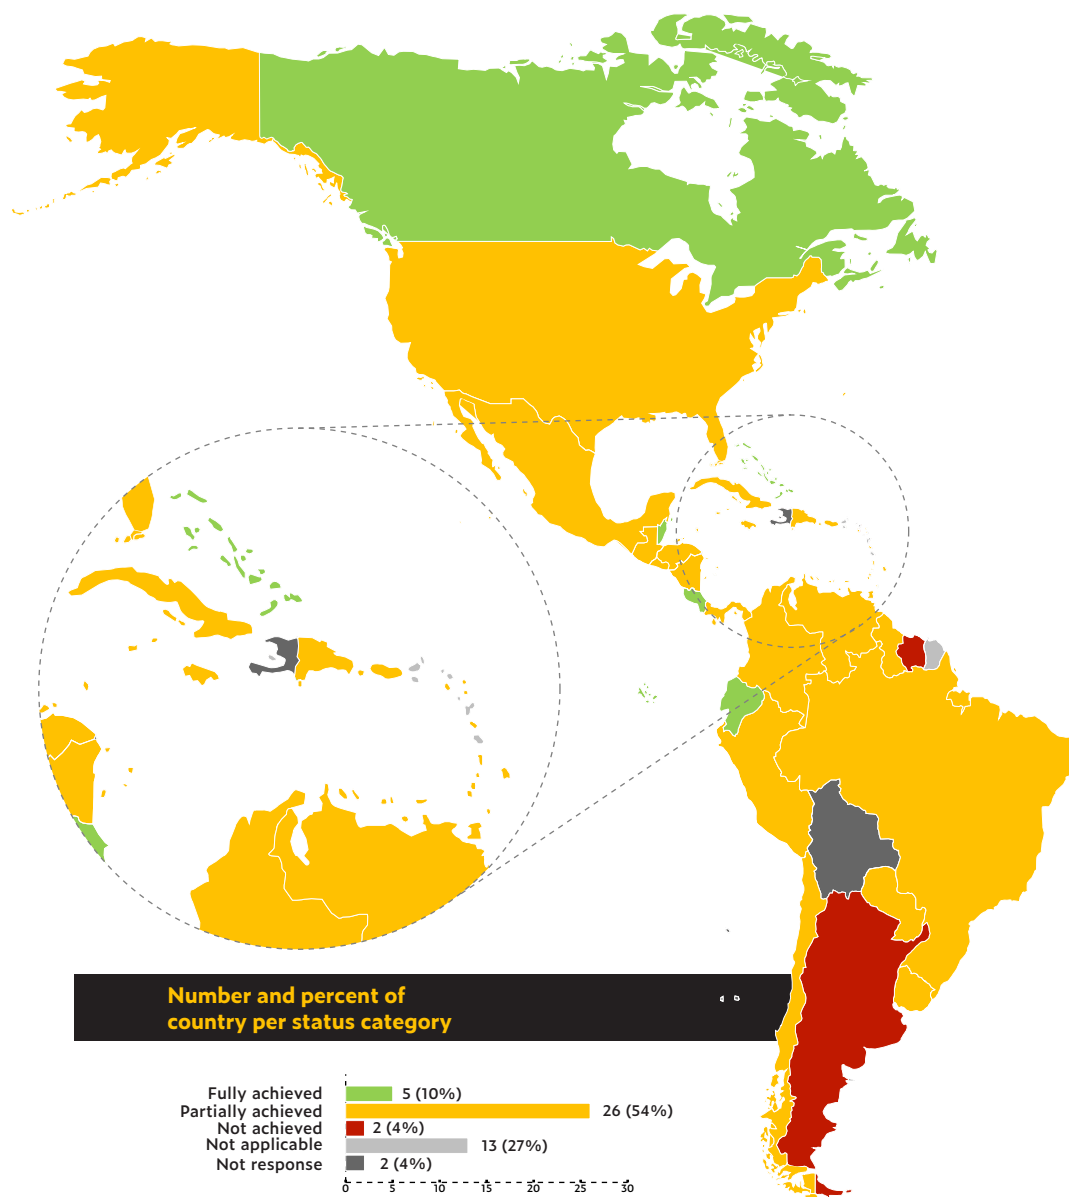 Number and percent of
country per status category
Fully achieved 5 (10%)
Partially achieved 26 (54%)
Not achieved 2 (4%)
Not applicable 13 (27%)
Not response 2 (4%)
0 5 10 15 20 25 30